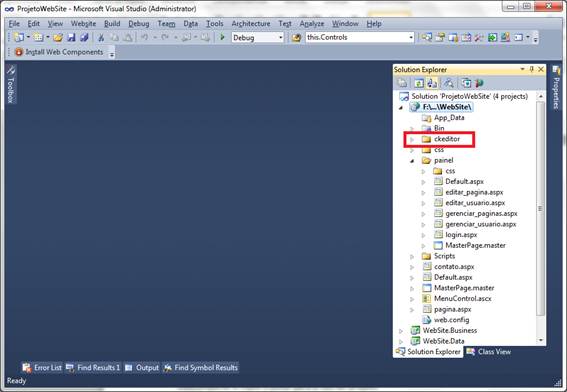 ProjetoWebSite - Microsoft Visual Studio (Administrator)
File Edit View Website Build Debug Team Data Tools Architecture Test Analyze Window Help
Debug this.Controls
Install Web Components
Toolbox
Solution Explorer
Properties
Solution 'ProjetoWebSite' (4 projects)
F:\...\WebSite\
App_Data
Bin
ckeditor
css
painel
css
Default.aspx
editar_pagina.aspx
editar_usuario.aspx
gerenciar_paginas.aspx
gerenciar_usuario.aspx
login.aspx
MasterPage.master
Scripts
contato.aspx
Default.aspx
MasterPage.master
MenuControl.ascx
pagina.aspx
web.config
WebSite.Business
WebSite.Data
Solution Explorer Class View
Error List Find Results 1 Output Find Symbol Results
Ready